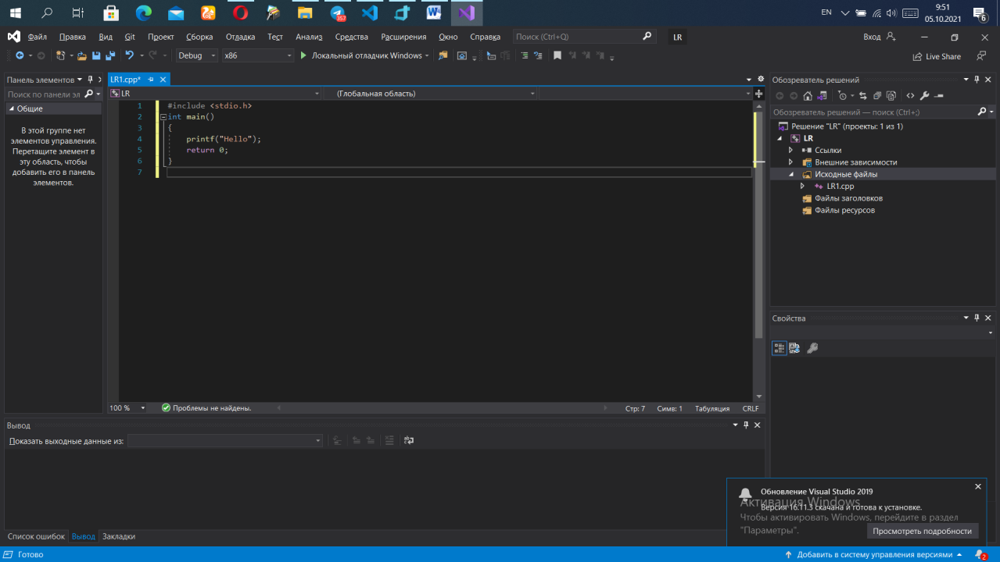 357
EN
9:51
05.10.2021
6
Файл Правка Вид Git Проект Сборка Отладка Тест Анализ Средства Расширения Окно Справка Поиск (Ctrl+Q) LR Вход
Debug x86 Локальный отладчик Windows Live Share
Панель элементов
Поиск по панели эл
Общие
В этой группе нет
элементов управления.
Перетащите элемент в
эту область, чтобы
добавить его в панель
элементов.
LR1.cpp*
LR (Глобальная область)
1 #include <stdio.h>
2 int main()
3 {
4 printf("Hello");
5 return 0;
6 }
7
100 % Проблемы не найдены. Стр: 7 Симв: 1 Табуляция CRLF
Обозреватель решений
Обозреватель решений — поиск (Ctrl+;)
Решение "LR" (проекты: 1 из 1)
LR
Ссылки
Внешние зависимости
Исходные файлы
LR1.cpp
Файлы заголовков
Файлы ресурсов
Свойства
Вывод
Показать выходные данные из:
Список ошибок Вывод Закладки
Обновление Visual Studio 2019
Версия 16.11.3 скачана и готова к установке.
Просмотреть подробности
Активация Windows
Чтобы активировать Windows, перейдите в раздел
"Параметры".
Готово
Добавить в систему управления версиями 2